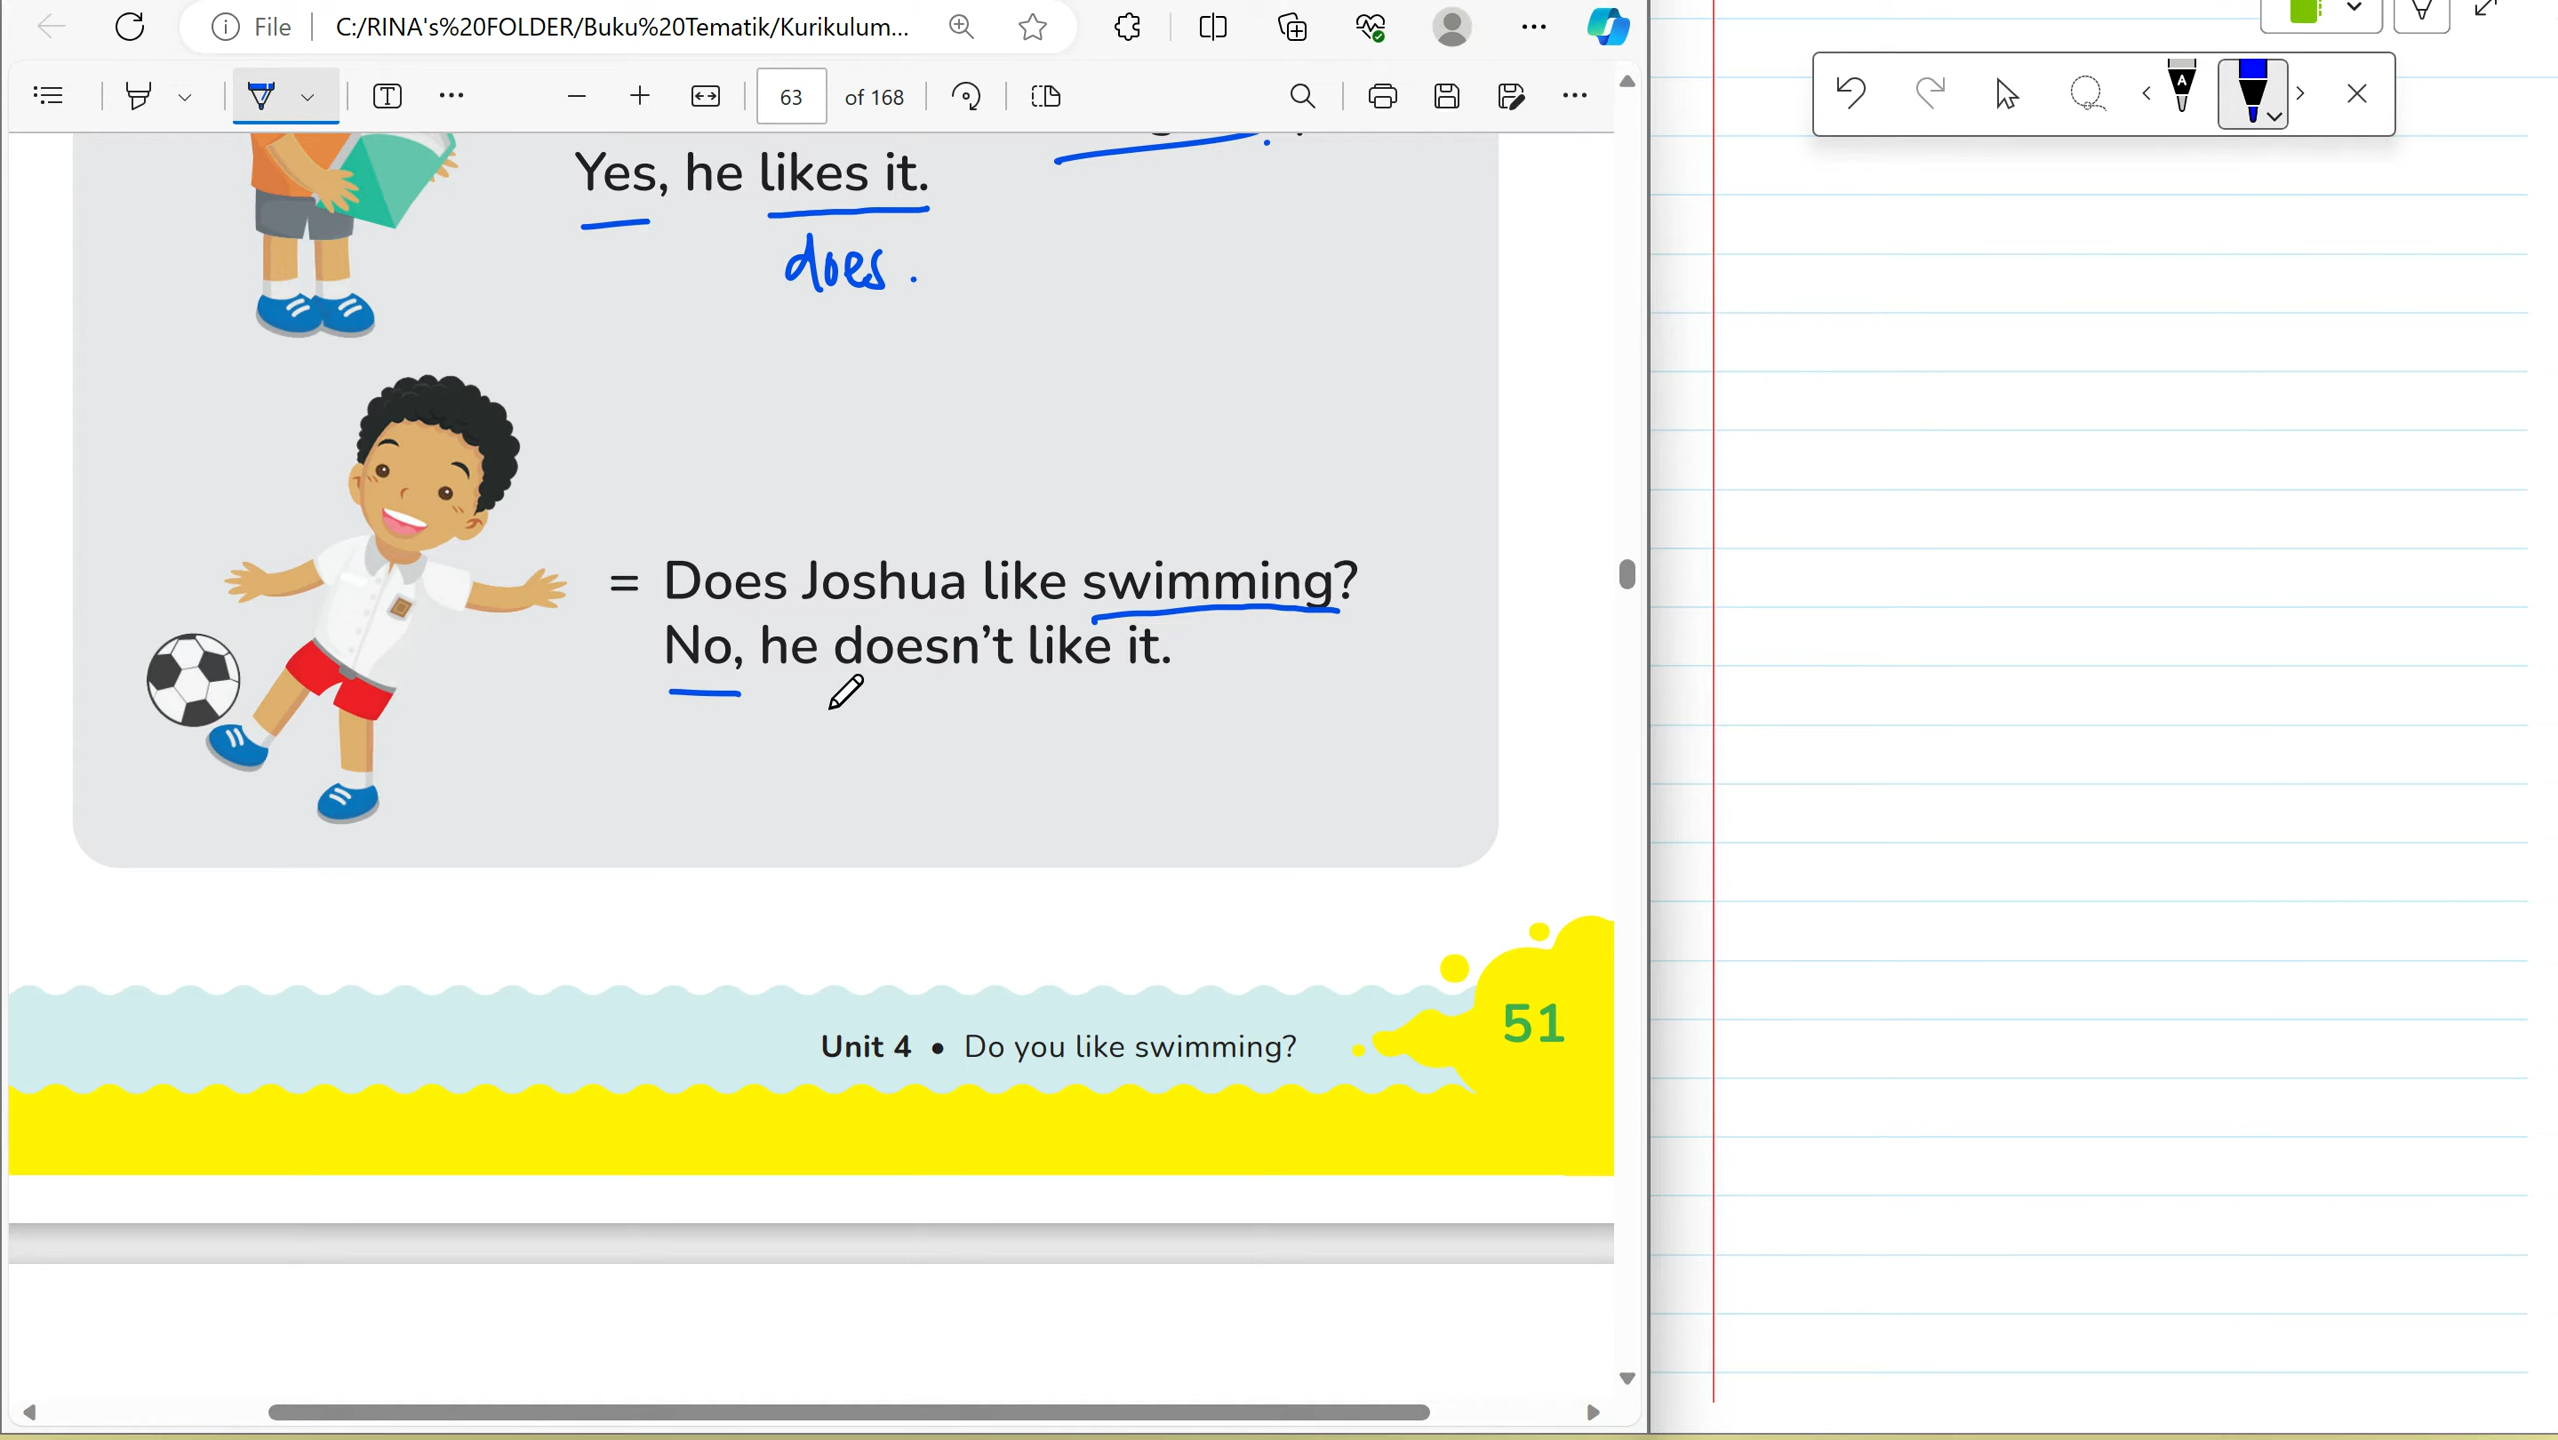 File
C:/RINA's%20FOLDER/Buku%20Tematik/Kurikulum...
63 of 168
Yes, he likes it.
does.
= Does Joshua like swimming?
No, he doesn't like it.
Unit 4 • Do you like swimming?
51